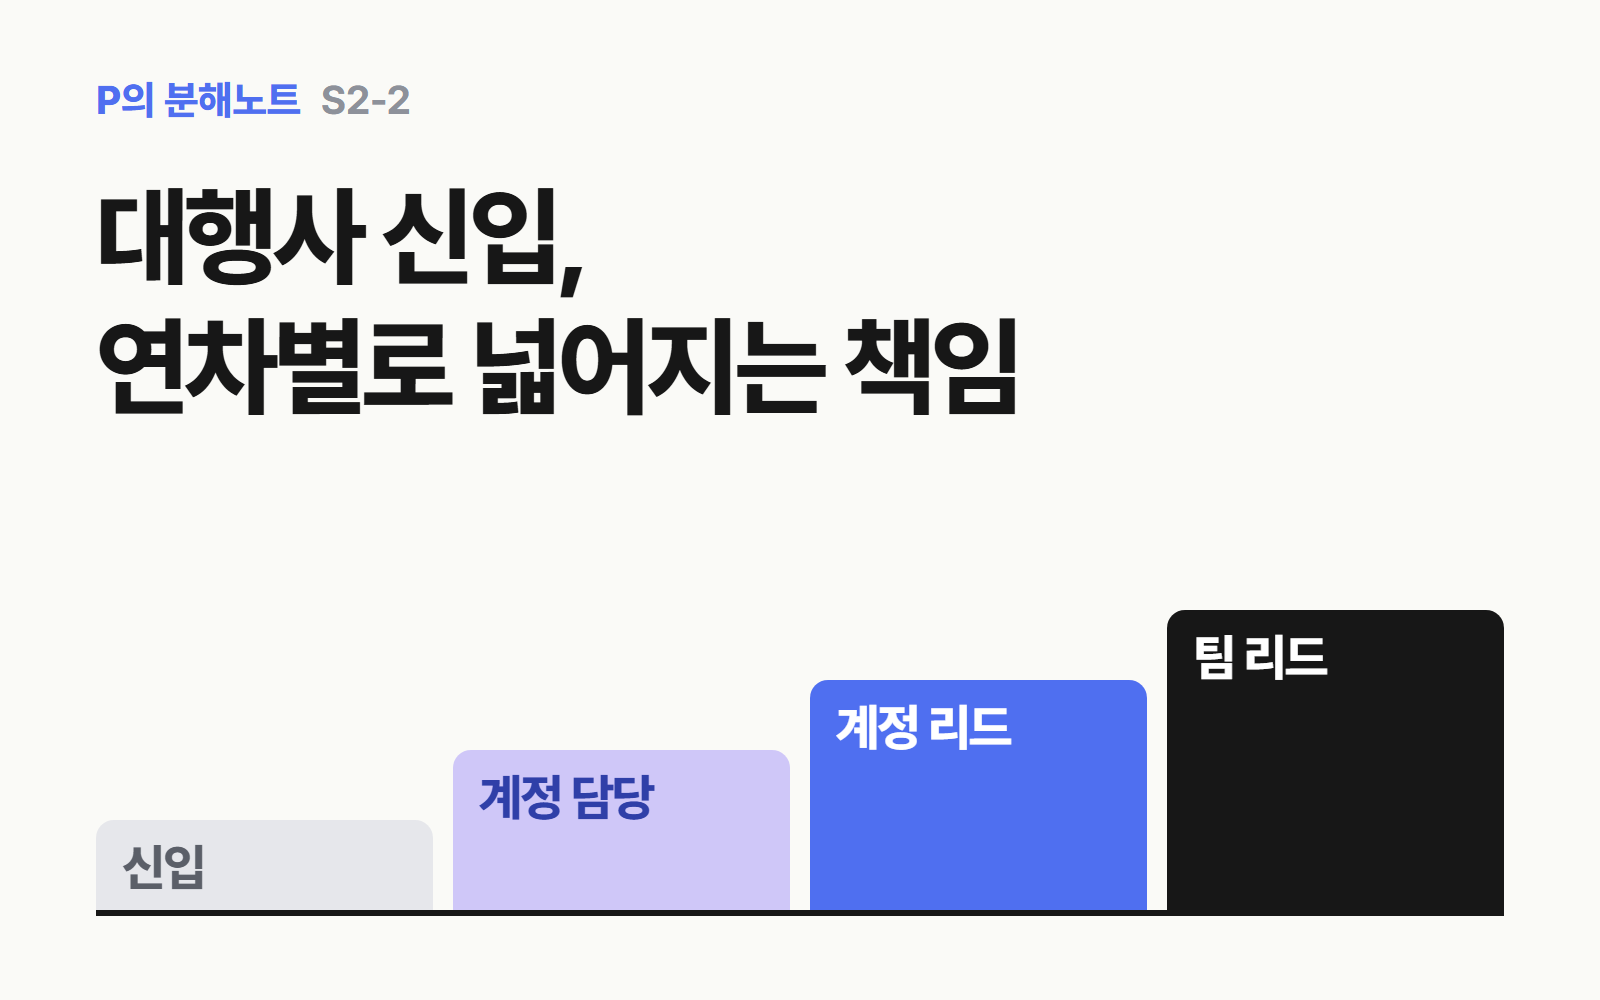 P의 분해노트 S2-2
대행사 신입,
연차별로 넓어지는 책임
신입
계정 담당
계정 리드
팀 리드